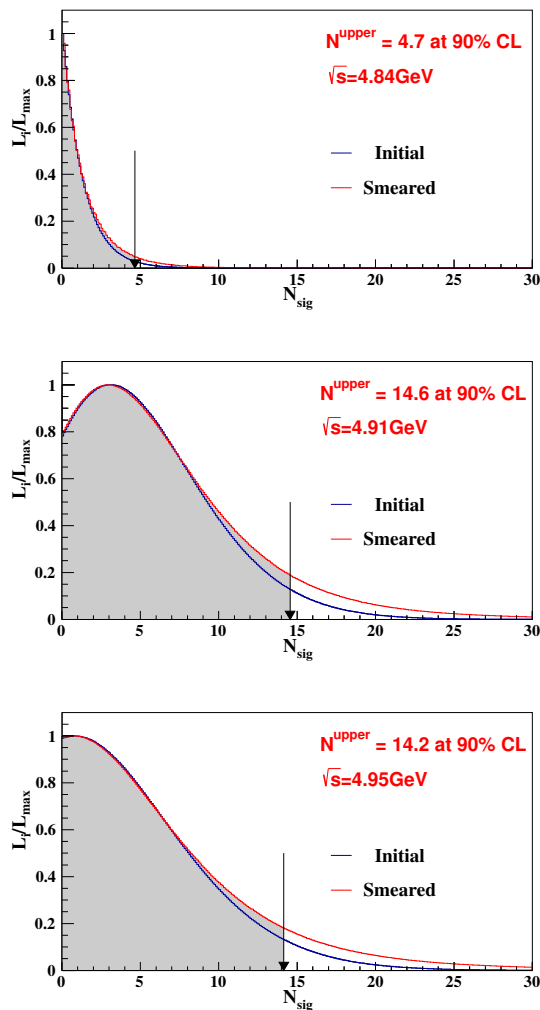 N^upper = 4.7 at 90% CL
√s=4.84GeV
L_i/L_max
Initial
Smeared
1
0.8
0.6
0.4
0.2
0
0 5 10 15 20 25 30
N_sig
N^upper = 14.6 at 90% CL
√s=4.91GeV
L_i/L_max
Initial
Smeared
1
0.8
0.6
0.4
0.2
0
0 5 10 15 20 25 30
N_sig
N^upper = 14.2 at 90% CL
√s=4.95GeV
L_i/L_max
Initial
Smeared
1
0.8
0.6
0.4
0.2
0
0 5 10 15 20 25 30
N_sig